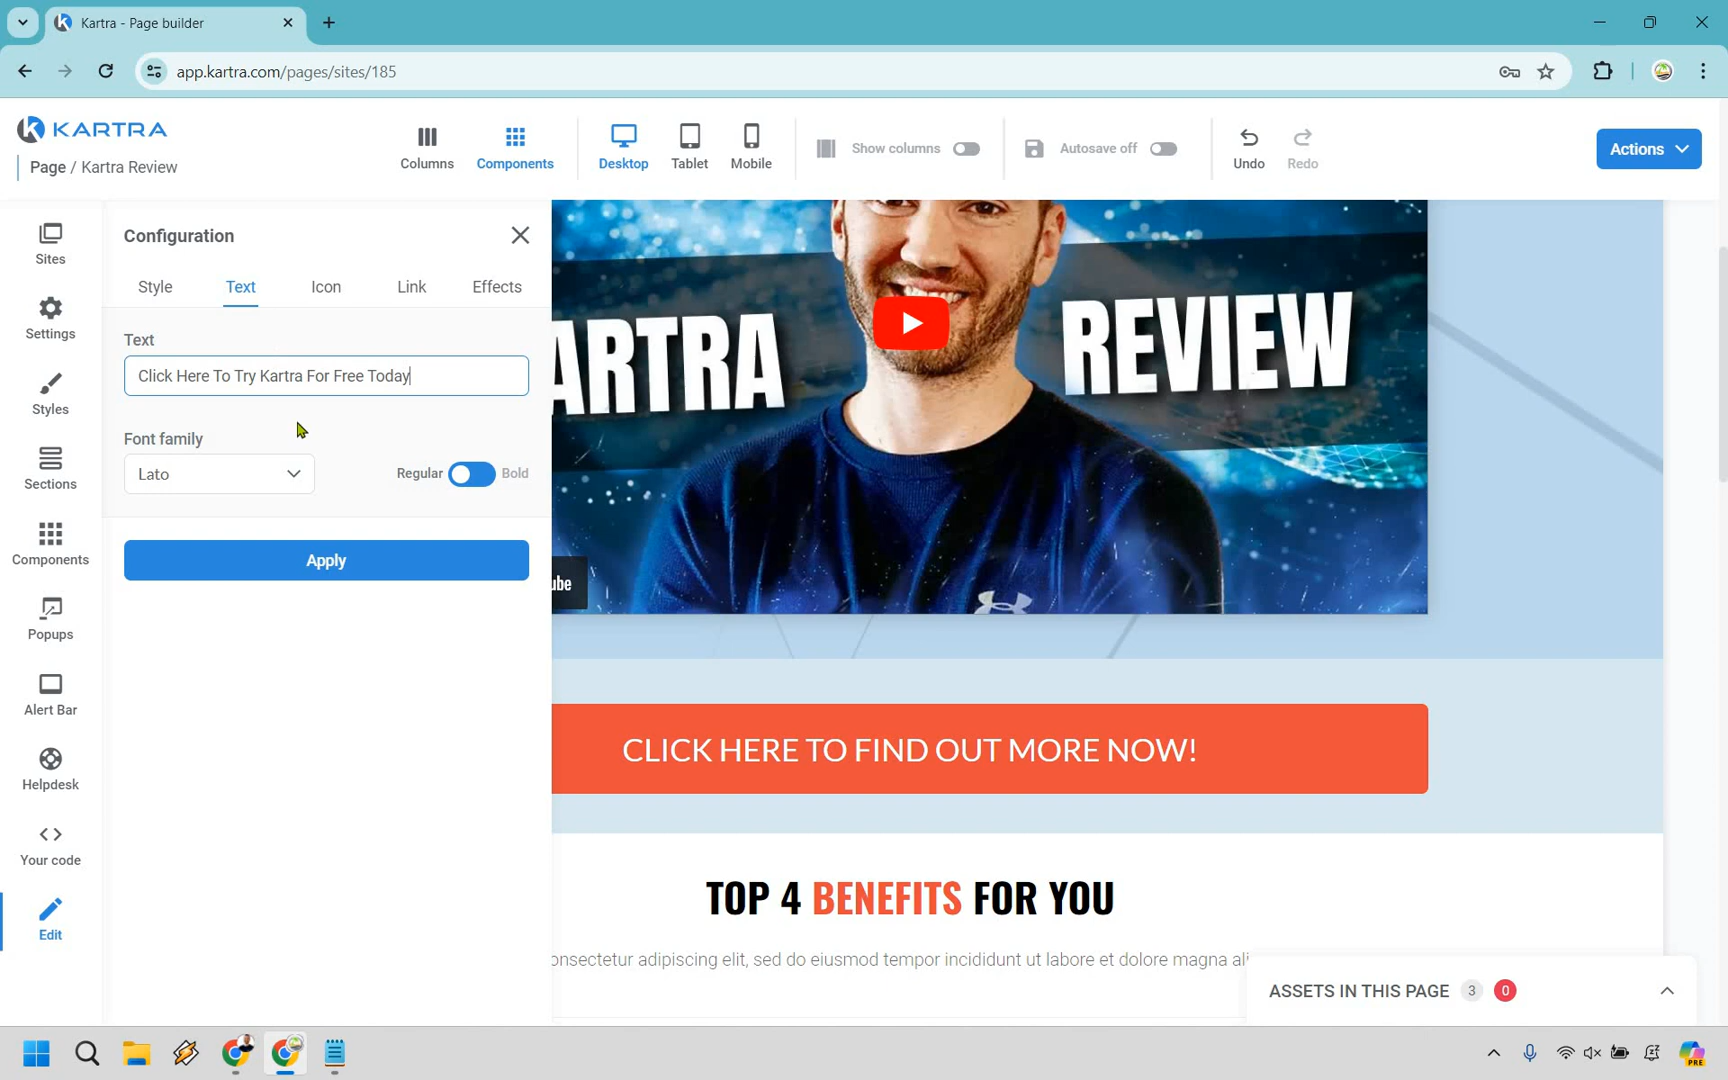 Kartra - Page builder
app.kartra.com/pages/sites/185
KARTRA
Page / Kartra Review
Columns
Components
Desktop
Tablet
Mobile
Show columns
Autosave off
Undo
Redo
Actions
Sites
Settings
Styles
Sections
Components
Popups
Alert Bar
Helpdesk
Your code
Edit
Configuration
Style
Text
Icon
Link
Effects
Text
Click Here To Try Kartra For Free Today
Font family
Lato
Regular
Bold
Apply
ARTRA
REVIEW
ube
CLICK HERE TO FIND OUT MORE NOW!
TOP 4 BENEFITS FOR YOU
onsectetur adipiscing elit, sed do eiusmod tempor incididunt ut labore et dolore magna ali
ASSETS IN THIS PAGE 3 0
PRE